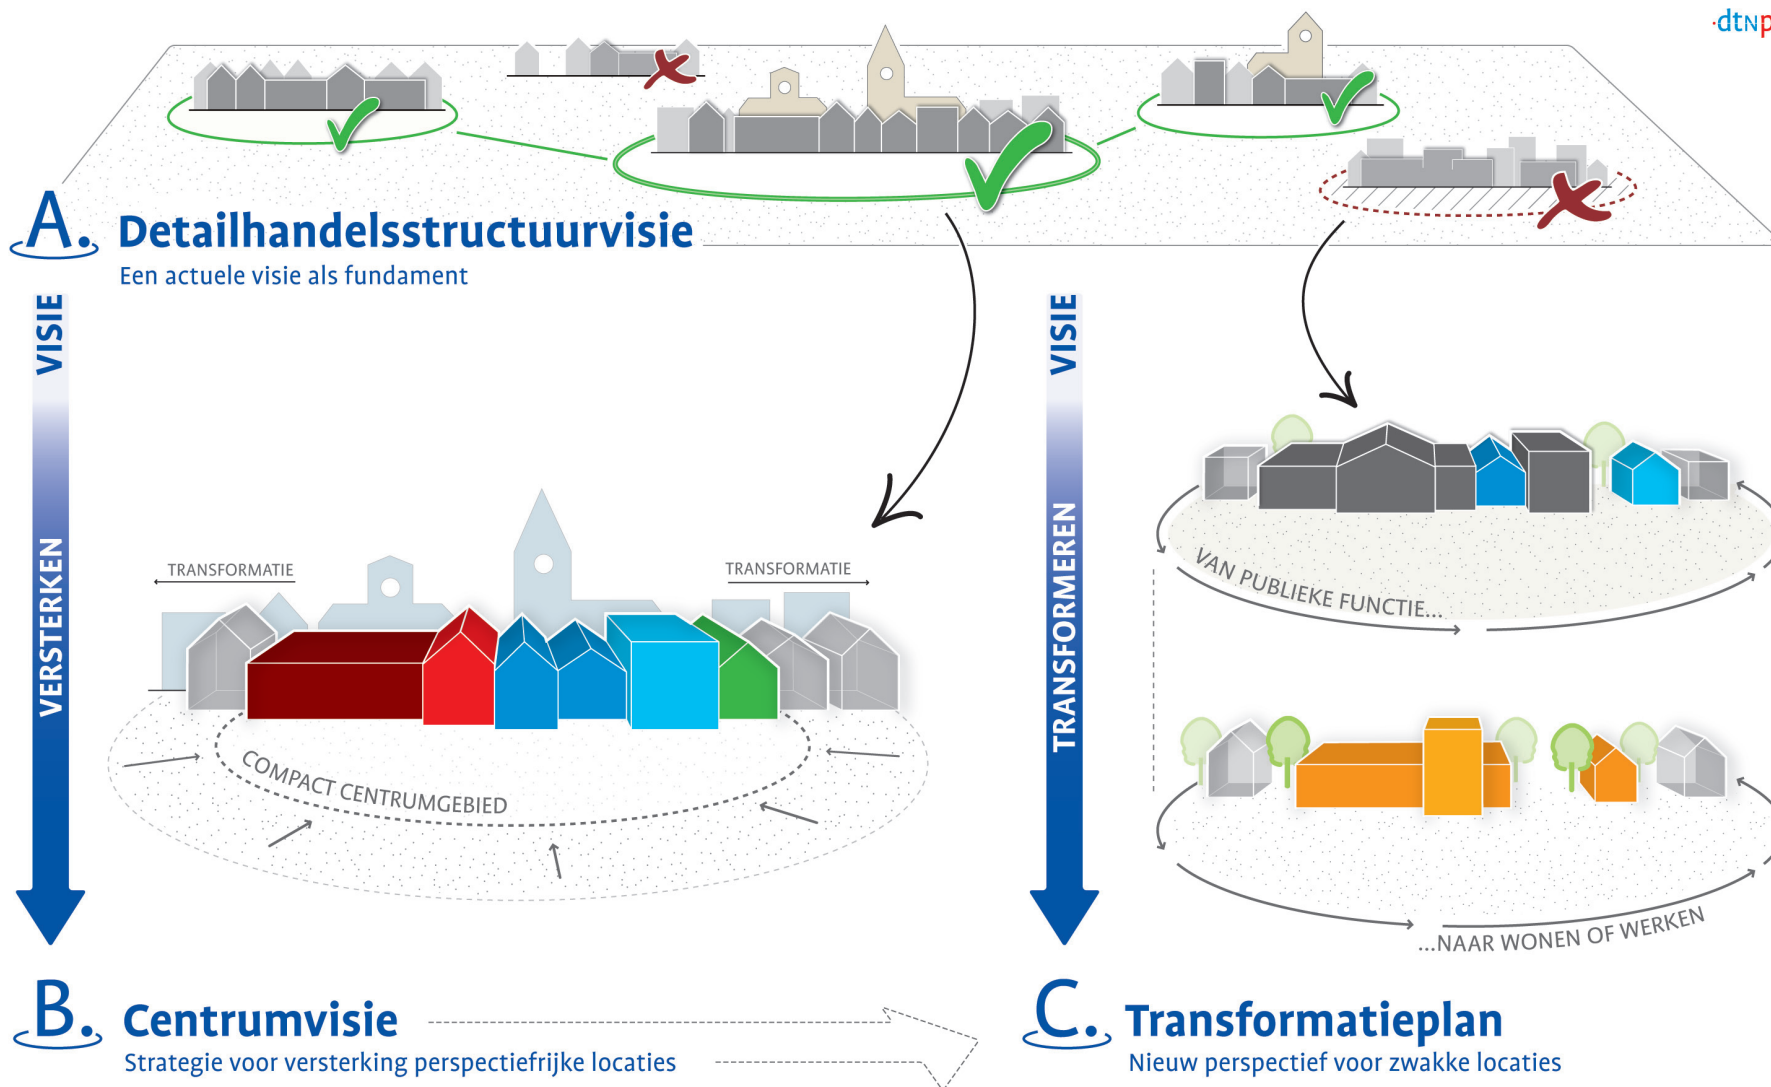 ·dtnp
A. Detailhandelsstructuurvisie
Een actuele visie als fundament
VISIE
VERSTERKEN
VISIE
TRANSFORMEREN
TRANSFORMATIE
TRANSFORMATIE
COMPACT CENTRUMGEBIED
VAN PUBLIEKE FUNCTIE...
...NAAR WONEN OF WERKEN
B. Centrumvisie
Strategie voor versterking perspectiefrijke locaties
C. Transformatieplan
Nieuw perspectief voor zwakke locaties